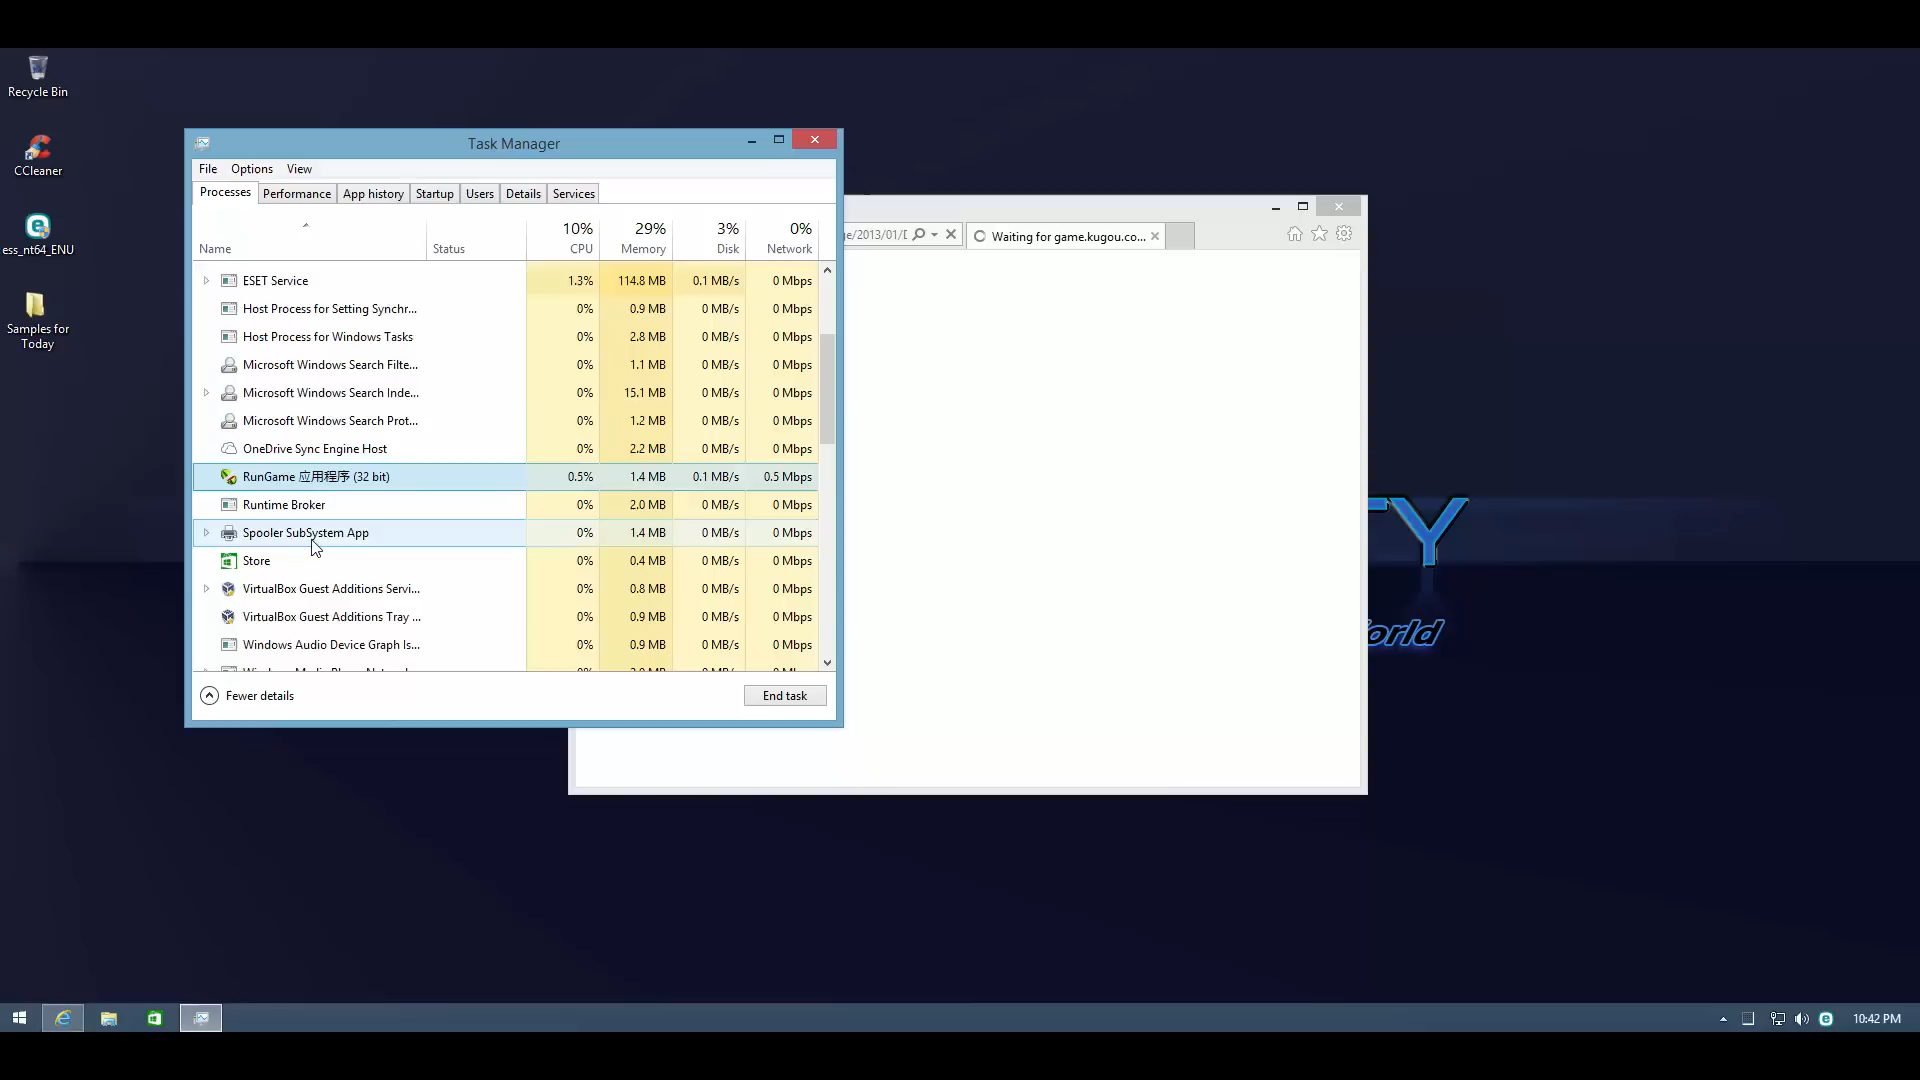 Recycle Bin
CCleaner
ess_nt64_ENU
Samples for
Today
Task Manager
File Options View
Processes Performance App history Startup Users Details Services
10% 29% 3% 0%
Name Status CPU Memory Disk Network
ESET Service 1.3% 114.8 MB 0.1 MB/s 0 Mbps
Host Process for Setting Synchr... 0% 0.9 MB 0 MB/s 0 Mbps
Host Process for Windows Tasks 0% 2.8 MB 0 MB/s 0 Mbps
Microsoft Windows Search Filte... 0% 1.1 MB 0 MB/s 0 Mbps
Microsoft Windows Search Inde... 0% 15.1 MB 0 MB/s 0 Mbps
Microsoft Windows Search Prot... 0% 1.2 MB 0 MB/s 0 Mbps
OneDrive Sync Engine Host 0% 2.2 MB 0 MB/s 0 Mbps
RunGame 应用程序 (32 bit) 0.5% 1.4 MB 0.1 MB/s 0.5 Mbps
Runtime Broker 0% 2.0 MB 0 MB/s 0 Mbps
Spooler SubSystem App 0% 1.4 MB 0 MB/s 0 Mbps
Store 0% 0.4 MB 0 MB/s 0 Mbps
VirtualBox Guest Additions Servi... 0% 0.8 MB 0 MB/s 0 Mbps
VirtualBox Guest Additions Tray ... 0% 0.9 MB 0 MB/s 0 Mbps
Windows Audio Device Graph Is... 0% 0.9 MB 0 MB/s 0 Mbps
Fewer details End task
ge/2013/01/ Waiting for game.kugou.co...
TY
orld
10:42 PM